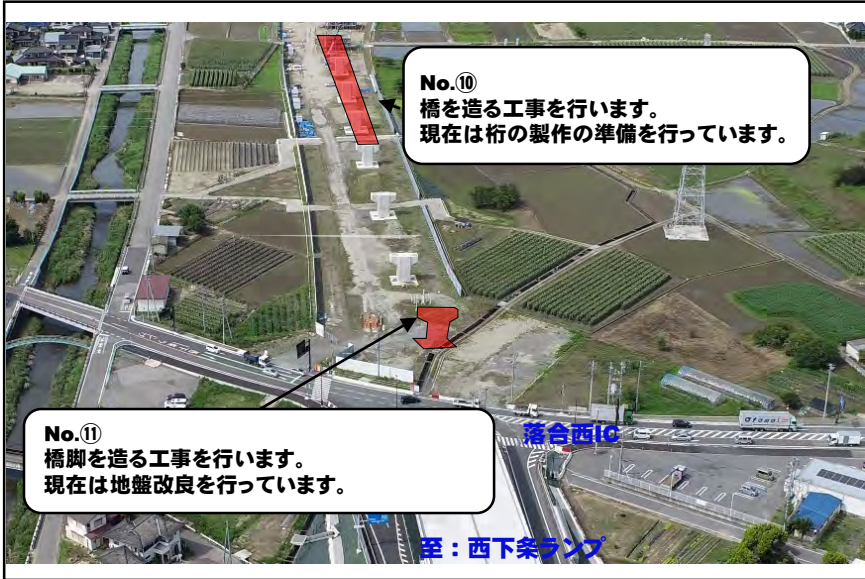 No.⑩
橋を造る工事を行います。
現在は桁の製作の準備を行っています。
No.⑪
橋脚を造る工事を行います。
現在は地盤改良を行っています。
落合西IC
至：西下条ランプ